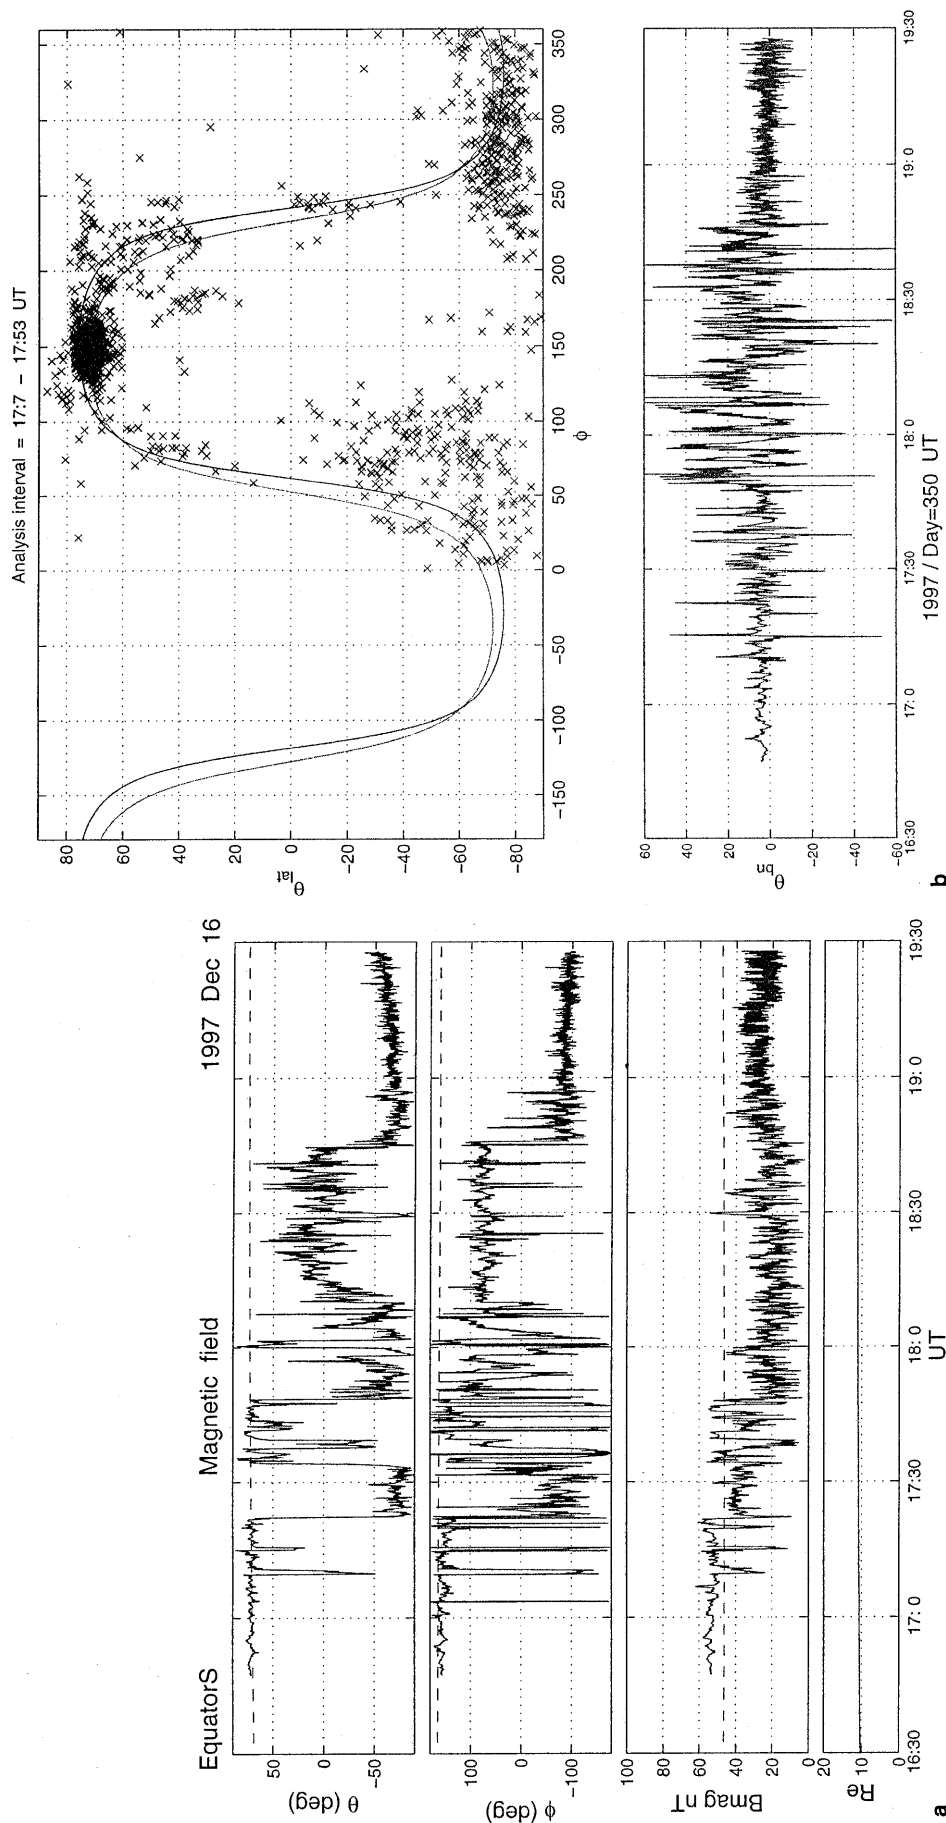 EquatorS Magnetic field 1997 Dec 16
50
0
-50
θ (deg)
100
0
-100
φ (deg)
100
80
60
40
20
0
Bmag nT
20
10
0
Re
16:30 17: 0 17:30 18: 0 18:30 19: 0 19:30
UT
a
Analysis interval = 17:7 – 17:53 UT
80
60
40
20
0
-20
-40
-60
-80
θlat
-150 -100 -50 0 50 100 150 200 250 300 350
φ
60
40
20
0
-20
-40
-60
θbn
16:30 17: 0 17:30 18: 0 18:30 19: 0 19:30
1997 / Day=350 UT
b